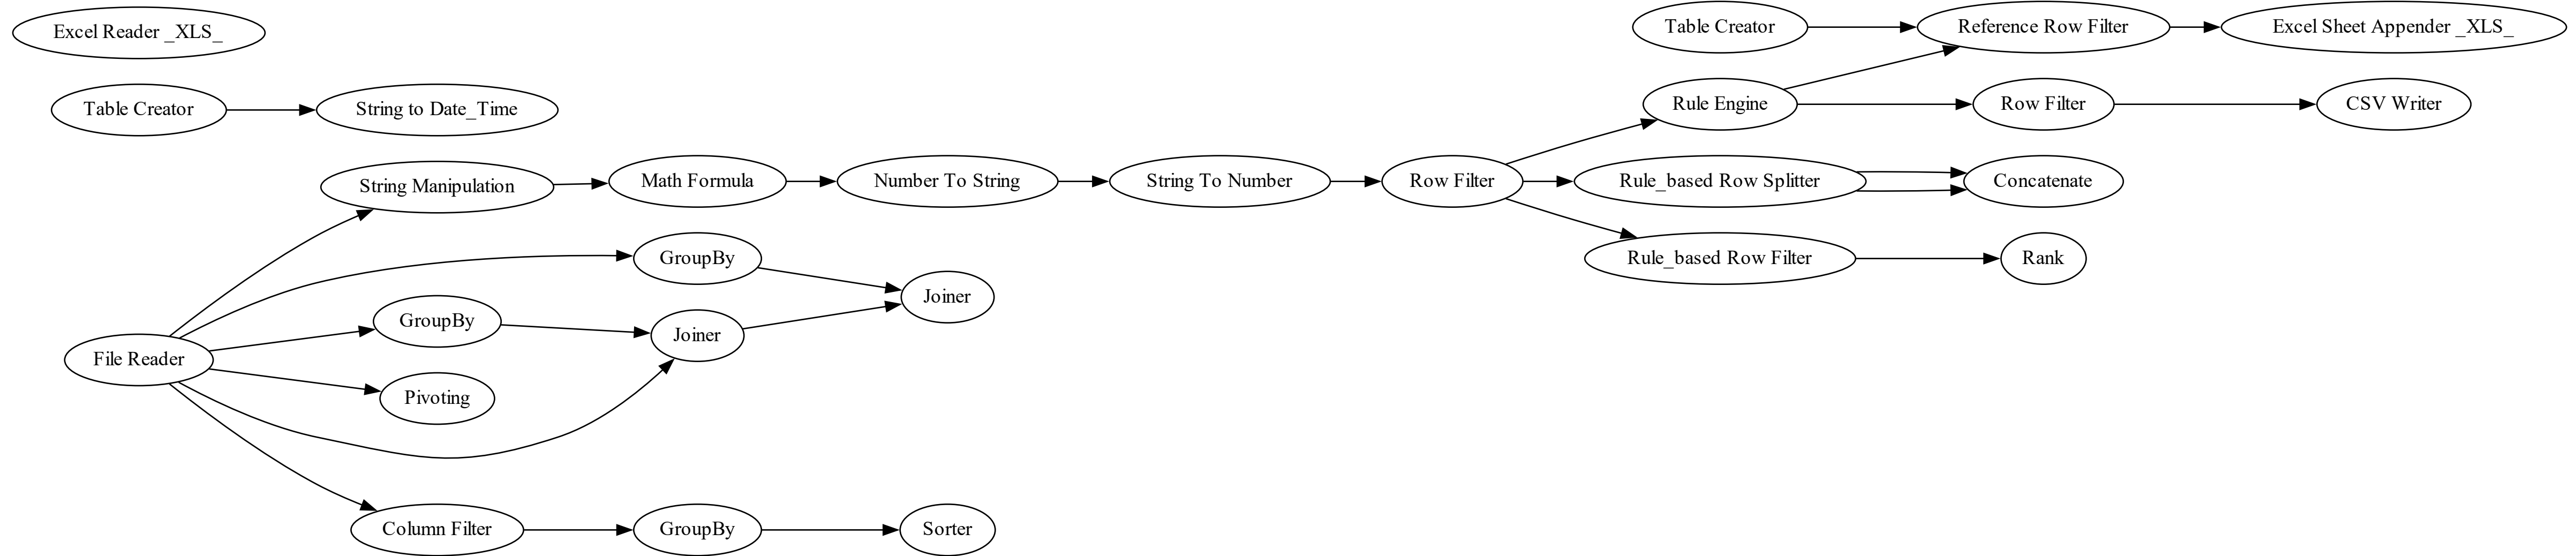 Excel Reader _XLS_
Table Creator
String to Date_Time
Table Creator
Reference Row Filter
Excel Sheet Appender _XLS_
Rule Engine
Row Filter
CSV Writer
String Manipulation
Math Formula
Number To String
String To Number
Row Filter
Rule_based Row Splitter
Concatenate
Rule_based Row Filter
Rank
GroupBy
Joiner
GroupBy
Joiner
File Reader
Pivoting
Column Filter
GroupBy
Sorter